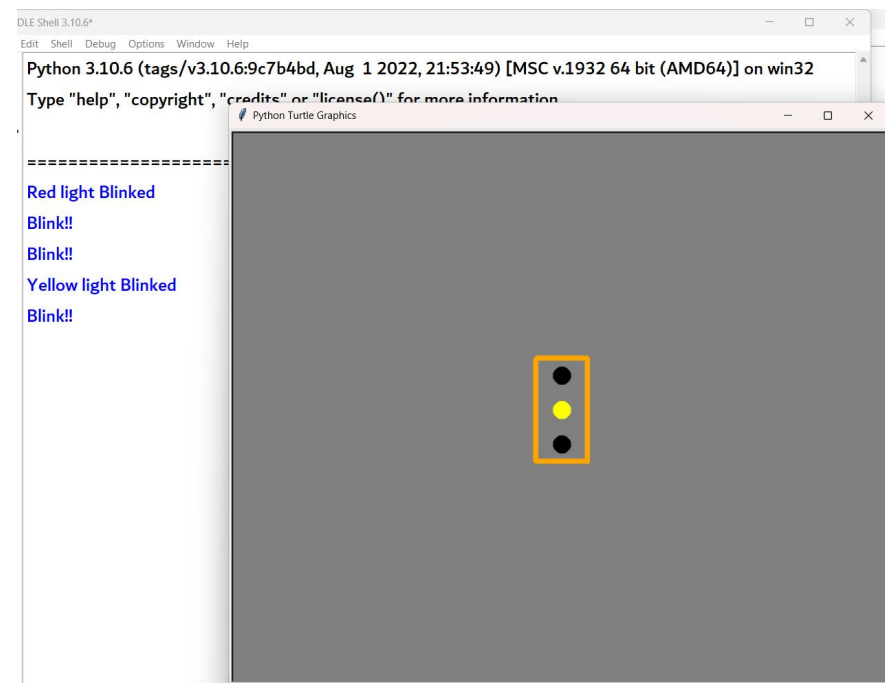 DLE Shell 3.10.6*
Edit Shell Debug Options Window Help
Python 3.10.6 (tags/v3.10.6:9c7b4bd, Aug 1 2022, 21:53:49) [MSC v.1932 64 bit (AMD64)] on win32
Type "help", "copyright", "credits" or "license()" for more information
Python Turtle Graphics
====================
Red light Blinked
Blink!!
Blink!!
Yellow light Blinked
Blink!!